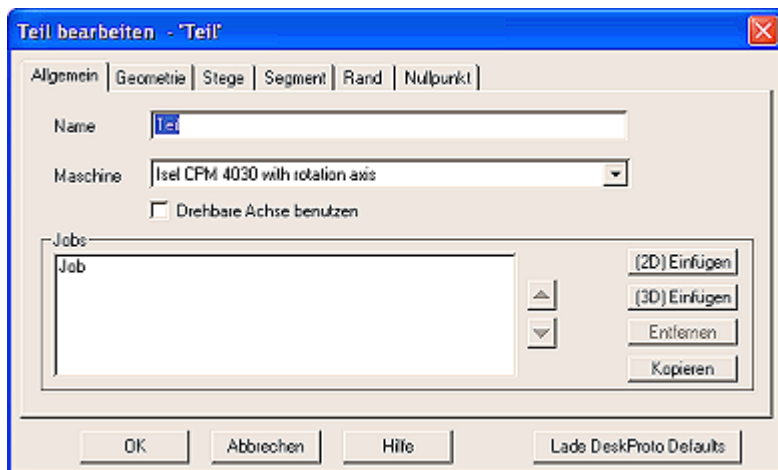 Teil bearbeiten - 'Teil'
Allgemein Geometrie Stege Segment Rand Nullpunkt
Name Teil
Maschine Isel CPM 4030 with rotation axis
Drehbare Achse benutzen
Jobs
Job
(2D) Einfügen
(3D) Einfügen
Entfernen
Kopieren
OK Abbrechen Hilfe Lade DeskProto Defaults